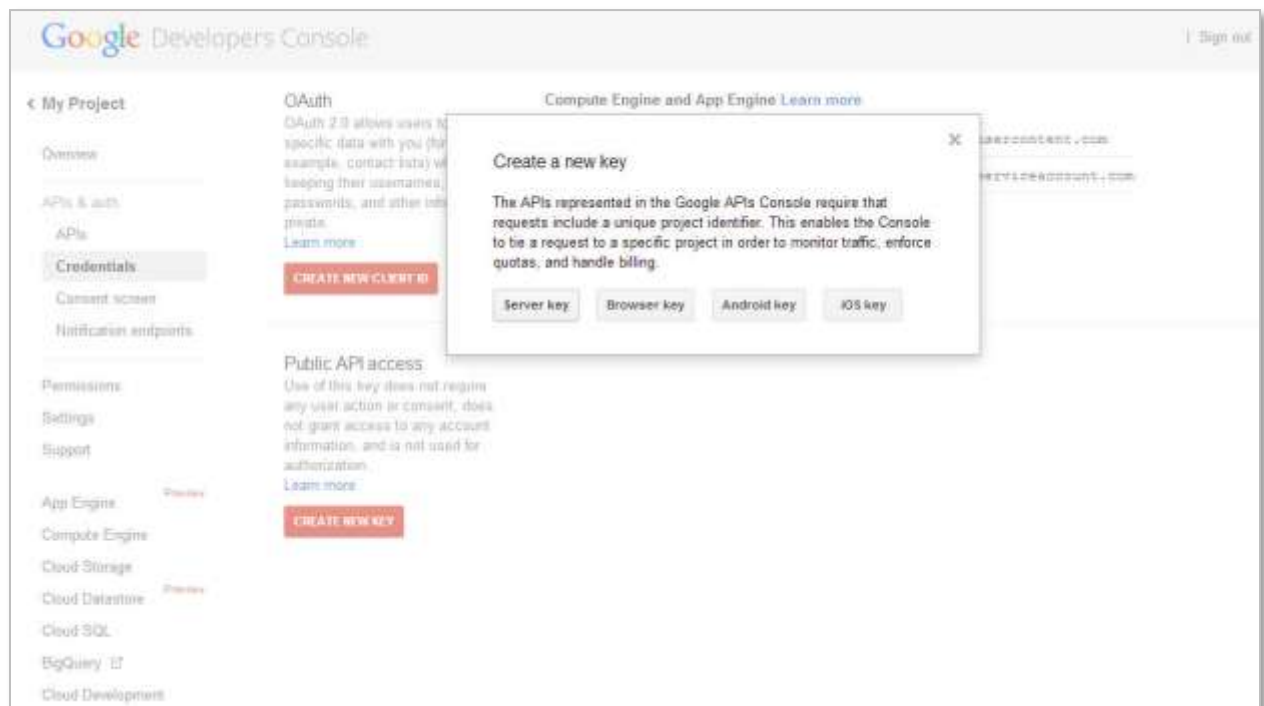 Google Developers Console
Sign out
My Project
Overview
APIs & auth
APIs
Credentials
Consent screen
Notification endpoints
Permissions
Settings
Support
App Engine Preview
Compute Engine
Cloud Storage
Cloud Datastore Preview
Cloud SQL
BigQuery
Cloud Development
OAuth
OAuth 2.0 allows users to
specific data with you (for
example, contact lists)
keeping their usernames,
passwords, and other
private.
Learn more
CREATE NEW CLIENT ID
Compute Engine and App Engine Learn more
usercontent.com
serviceaccount.com
Create a new key
The APIs represented in the Google APIs Console require that
requests include a unique project identifier. This enables the Console
to tie a request to a specific project in order to monitor traffic, enforce
quotas, and handle billing.
Server key Browser key Android key iOS key
Public API access
Use of this key does not require
any user action or consent, does
not grant access to any account
information, and is not used for
authorization.
Learn more
CREATE NEW KEY